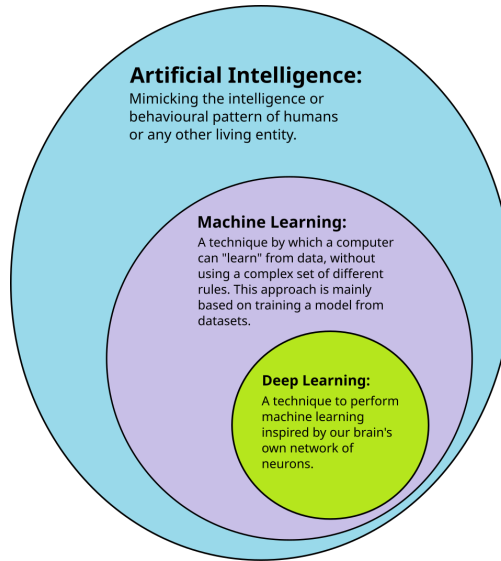 Artificial Intelligence:
Mimicking the intelligence or
behavioural pattern of humans
or any other living entity.
Machine Learning:
A technique by which a computer
can "learn" from data, without
using a complex set of different
rules. This approach is mainly
based on training a model from
datasets.
Deep Learning:
A technique to perform
machine learning
inspired by our brain's
own network of
neurons.